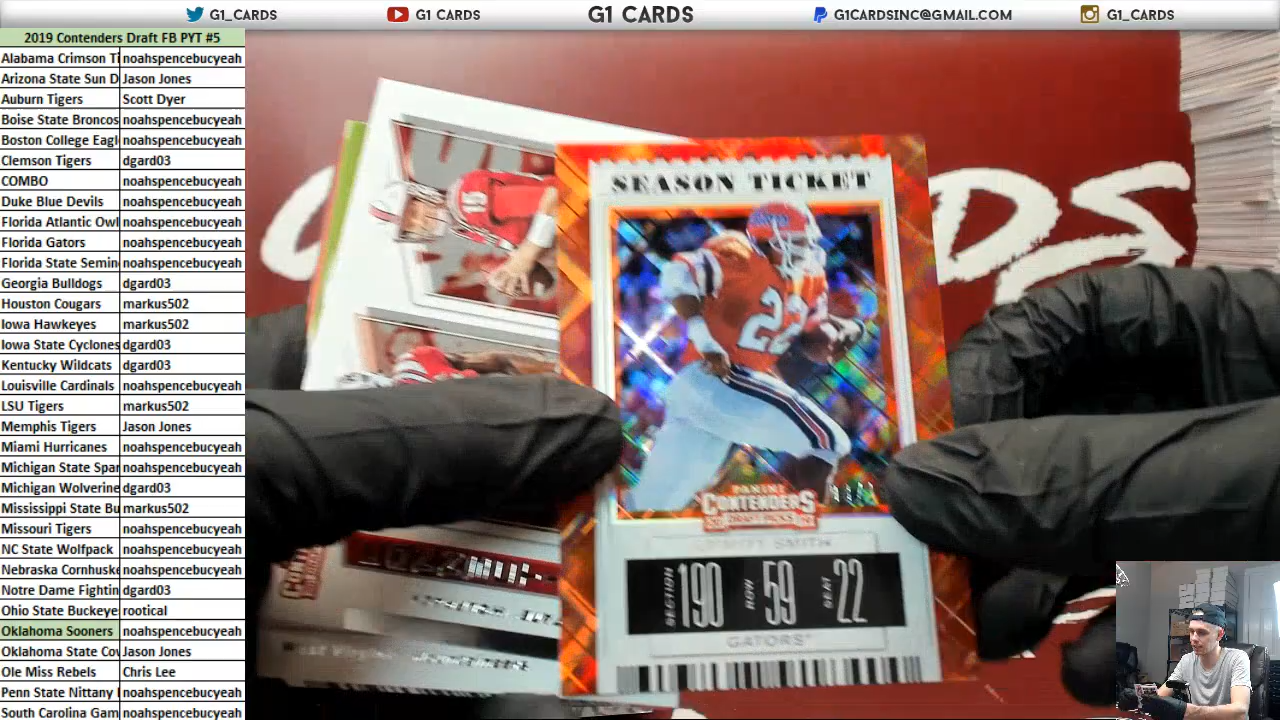 G1_CARDS
G1 CARDS
G1 CARDS
G1CARDSINC@GMAIL.COM
G1_CARDS
2019 Contenders Draft FB PYT #5
Alabama Crimson Ti noahspencebucyeah
Arizona State Sun D Jason Jones
Auburn Tigers Scott Dyer
Boise State Broncos noahspencebucyeah
Boston College Eagl noahspencebucyeah
Clemson Tigers dgard03
COMBO noahspencebucyeah
Duke Blue Devils noahspencebucyeah
Florida Atlantic Owl noahspencebucyeah
Florida Gators noahspencebucyeah
Florida State Semin noahspencebucyeah
Georgia Bulldogs dgard03
Houston Cougars markus502
Iowa Hawkeyes markus502
Iowa State Cyclones dgard03
Kentucky Wildcats dgard03
Louisville Cardinals noahspencebucyeah
LSU Tigers markus502
Memphis Tigers Jason Jones
Miami Hurricanes noahspencebucyeah
Michigan State Spar noahspencebucyeah
Michigan Wolverine dgard03
Mississippi State Bu markus502
Missouri Tigers noahspencebucyeah
NC State Wolfpack noahspencebucyeah
Nebraska Cornhuske noahspencebucyeah
Notre Dame Fightin dgard03
Ohio State Buckeye rootical
Oklahoma Sooners noahspencebucyeah
Oklahoma State Cov Jason Jones
Ole Miss Rebels Chris Lee
Penn State Nittany noahspencebucyeah
South Carolina Gam noahspencebucyeah
SEASON TICKET
22
PANINI
CONTENDERS
DRAFT PICKS
SMITH
SECTION 190 ROW 59 SEAT 22
GATORS